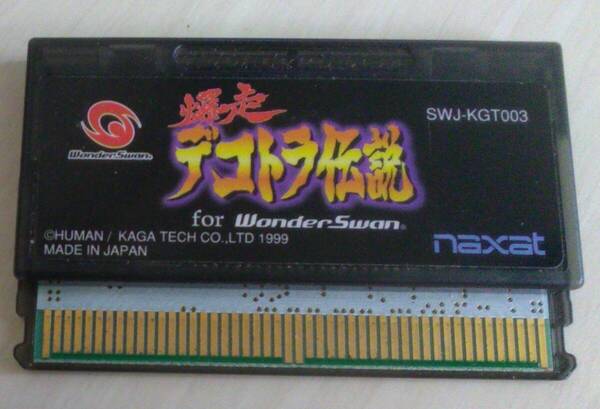 爆走
SWJ-KGT003
デコトラ伝説
WonderSwan.
for WonderSwan®
©HUMAN / KAGA TECH CO.,LTD 1999
MADE IN JAPAN
naxat